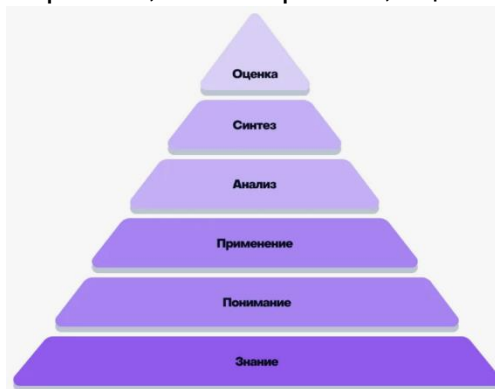 Оценка
Синтез
Анализ
Применение
Понимание
Знание